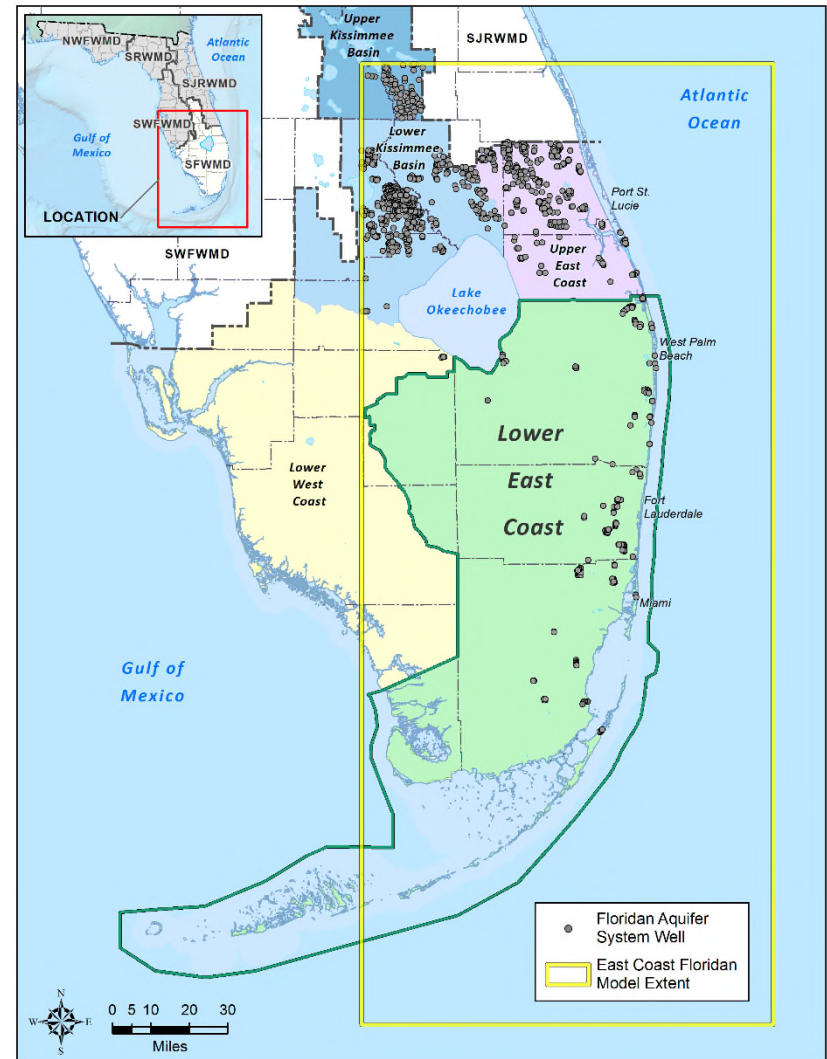 NWFWMD
SRWMD
Atlantic
Ocean
SJRWMD
SWFWMD
Gulf of
Mexico
SFWMD
LOCATION
Upper
Kissimmee
Basin
SJRWMD
Atlantic
Ocean
Lower
Kissimmee
Basin
Port St.
Lucie
SWFWMD
Upper
East
Coast
Lake
Okeechobee
West Palm
Beach
Lower
East
Coast
Lower
West
Coast
Fort
Lauderdale
Miami
Gulf of
Mexico
Floridan Aquifer
System Well
East Coast Floridan
Model Extent
N
W E
S
0 5 10 20 30
Miles